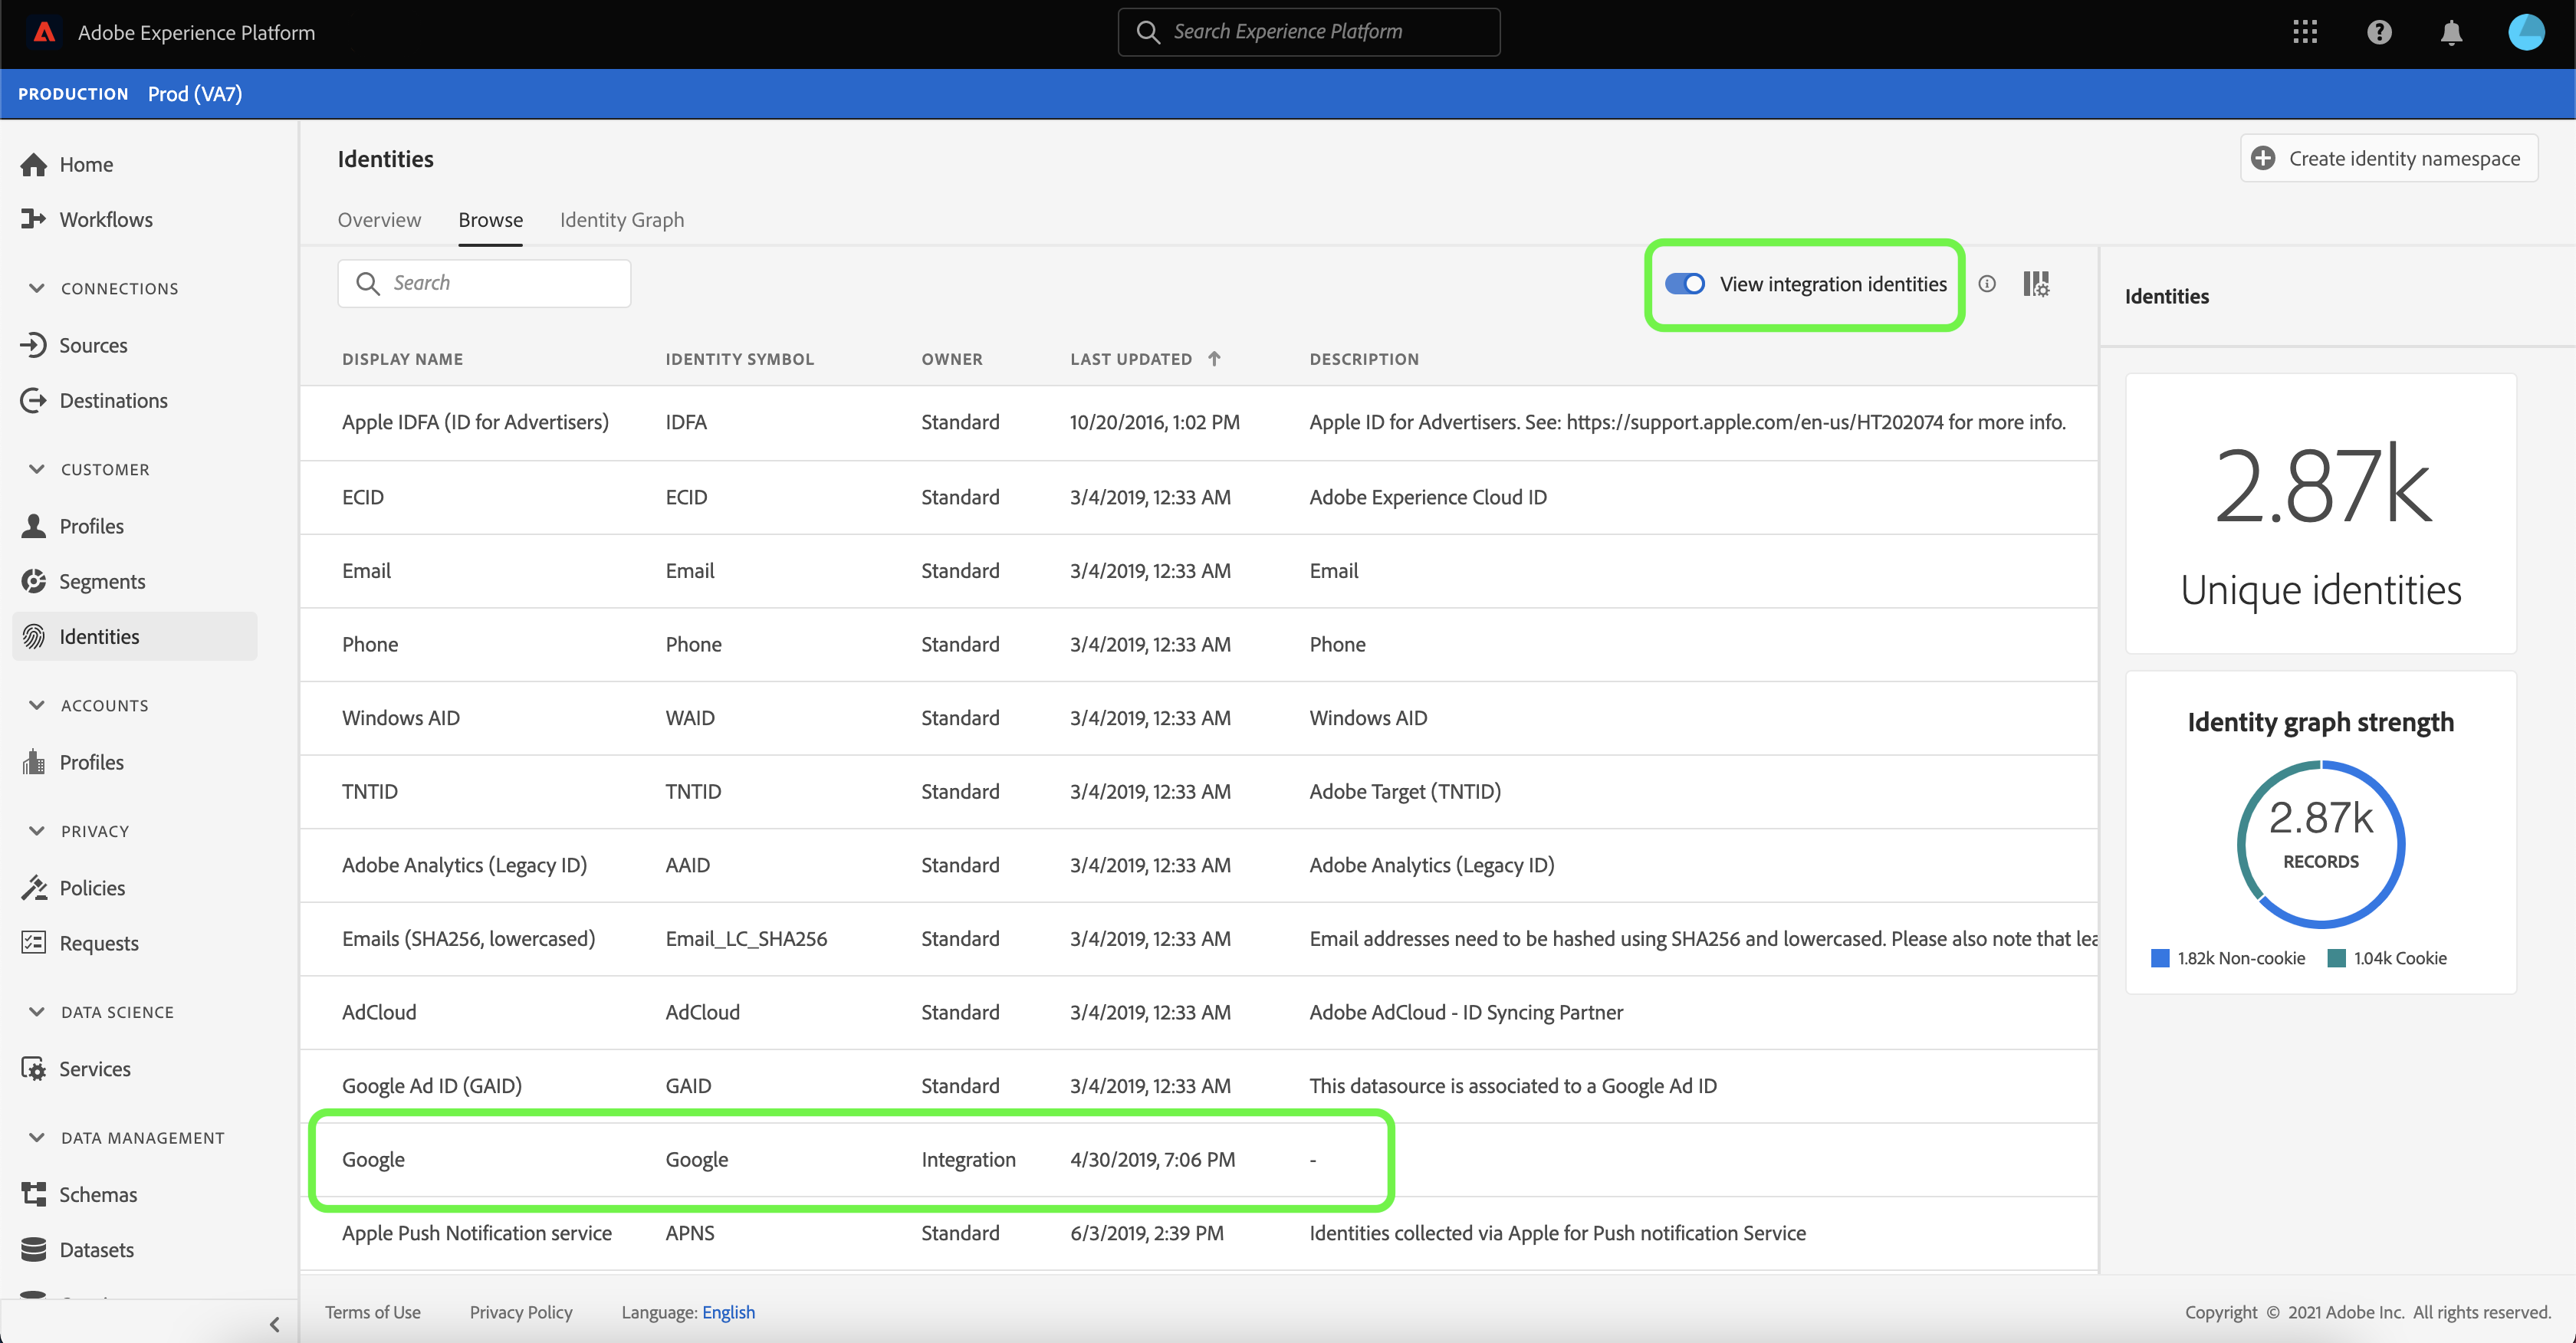 Adobe Experience Platform
Search Experience Platform
PRODUCTION Prod (VA7)
Home
Workflows
CONNECTIONS
Sources
Destinations
CUSTOMER
Profiles
Segments
Identities
ACCOUNTS
Profiles
PRIVACY
Policies
Requests
DATA SCIENCE
Services
DATA MANAGEMENT
Schemas
Datasets
Identities
Create identity namespace
Overview Browse Identity Graph
Search
View integration identities
DISPLAY NAME IDENTITY SYMBOL OWNER LAST UPDATED DESCRIPTION
Apple IDFA (ID for Advertisers) IDFA Standard 10/20/2016, 1:02 PM Apple ID for Advertisers. See: https://support.apple.com/en-us/HT202074 for more info.
ECID ECID Standard 3/4/2019, 12:33 AM Adobe Experience Cloud ID
Email Email Standard 3/4/2019, 12:33 AM Email
Phone Phone Standard 3/4/2019, 12:33 AM Phone
Windows AID WAID Standard 3/4/2019, 12:33 AM Windows AID
TNTID TNTID Standard 3/4/2019, 12:33 AM Adobe Target (TNTID)
Adobe Analytics (Legacy ID) AAID Standard 3/4/2019, 12:33 AM Adobe Analytics (Legacy ID)
Emails (SHA256, lowercased) Email_LC_SHA256 Standard 3/4/2019, 12:33 AM Email addresses need to be hashed using SHA256 and lowercased. Please also note that lea
AdCloud AdCloud Standard 3/4/2019, 12:33 AM Adobe AdCloud - ID Syncing Partner
Google Ad ID (GAID) GAID Standard 3/4/2019, 12:33 AM This datasource is associated to a Google Ad ID
Google Google Integration 4/30/2019, 7:06 PM -
Apple Push Notification service APNS Standard 6/3/2019, 2:39 PM Identities collected via Apple for Push notification Service
Identities
2.87k
Unique identities
Identity graph strength
2.87k
RECORDS
1.82k Non-cookie 1.04k Cookie
Terms of Use Privacy Policy Language: English
Copyright © 2021 Adobe Inc. All rights reserved.